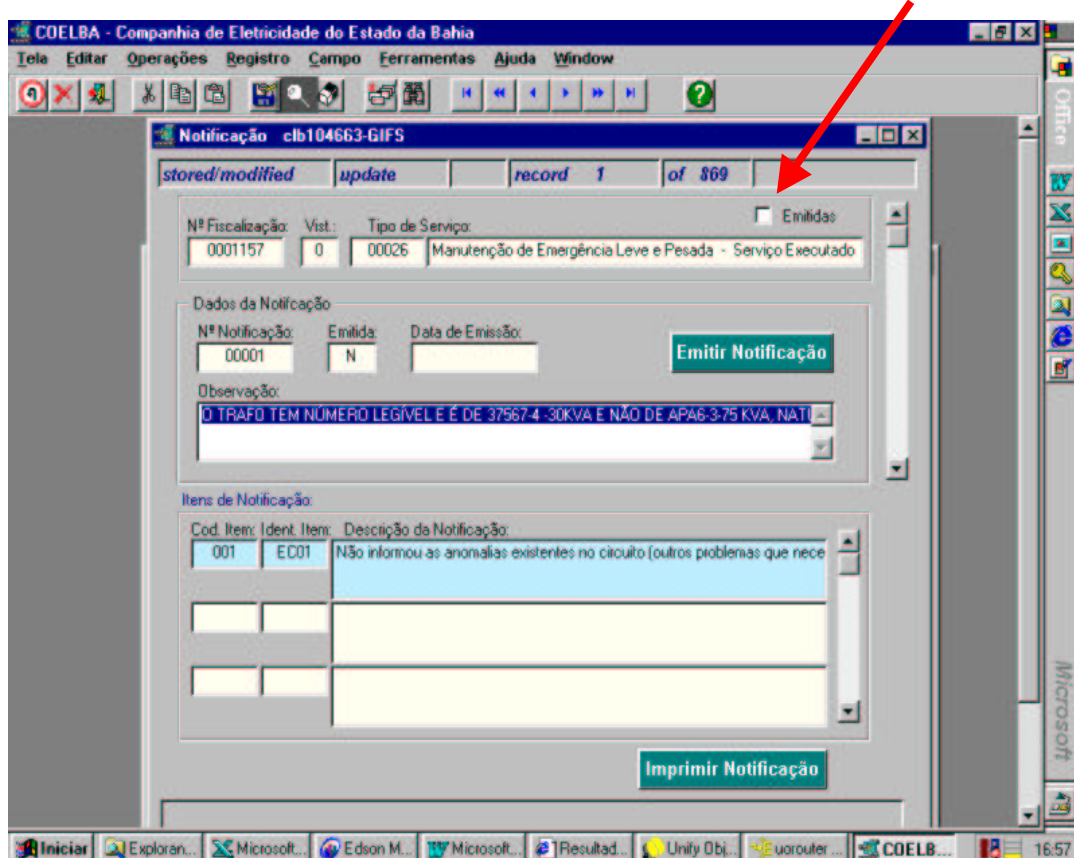 COELBA - Companhia de Eletricidade do Estado da Bahia
Tela Editar Operações Registro Campo Ferramentas Ajuda Window
Notificação clb104663-GIFS
stored/modified update record 1 of 869
Emitidas
Nº Fiscalização: Vist.: Tipo de Serviço:
0001157 0 00026 Manutenção de Emergência Leve e Pesada - Serviço Executado
Dados da Notifcação
Nº Notificação: Emitida: Data de Emissão:
00001 N
Emitir Notificação
Observação:
O TRAFO TEM NÚMERO LEGÍVEL E É DE 37567-4 -30KVA E NÃO DE APA6-3-75 KVA, NATU
Itens de Notificação:
Cod. Item: Ident. Item: Descrição da Notificação:
001 EC01 Não informou as anomalias existentes no circuito (outros problemas que nece
Imprimir Notificação
Office
Microsoft
Iniciar Exploran... Microsoft... Edson M... Microsoft... Resultad... Unify Obj... COELB... 16:57